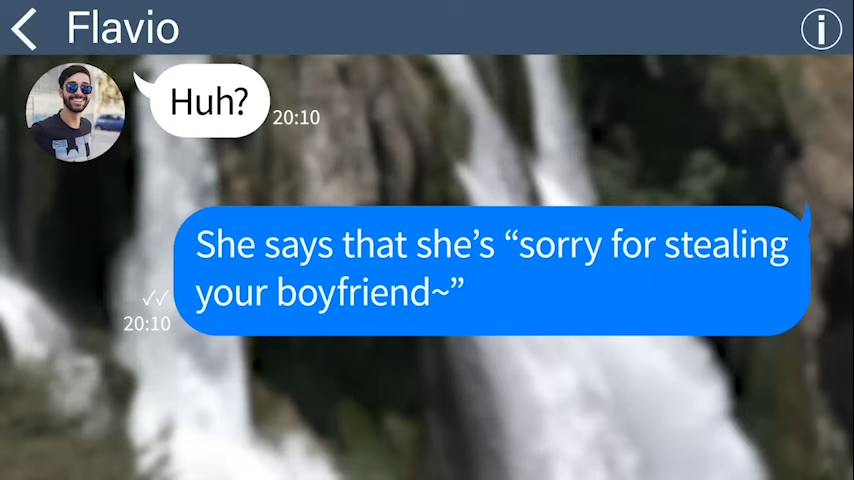 Flavio
Huh?
20:10
She says that she's “sorry for stealing
your boyfriend~”
20:10